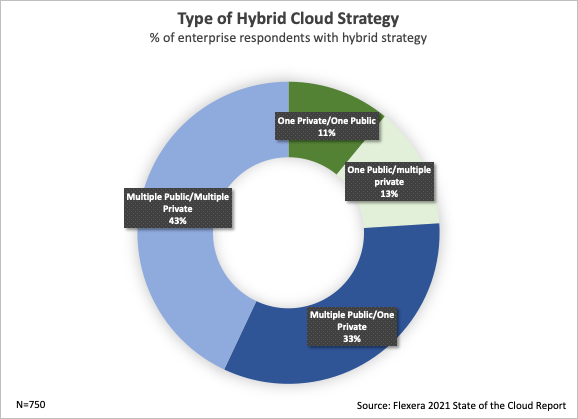 Type of Hybrid Cloud Strategy
% of enterprise respondents with hybrid strategy
One Private/One Public
11%
One Public/multiple
private
13%
Multiple Public/Multiple
Private
43%
Multiple Public/One
Private
33%
N=750
Source: Flexera 2021 State of the Cloud Report